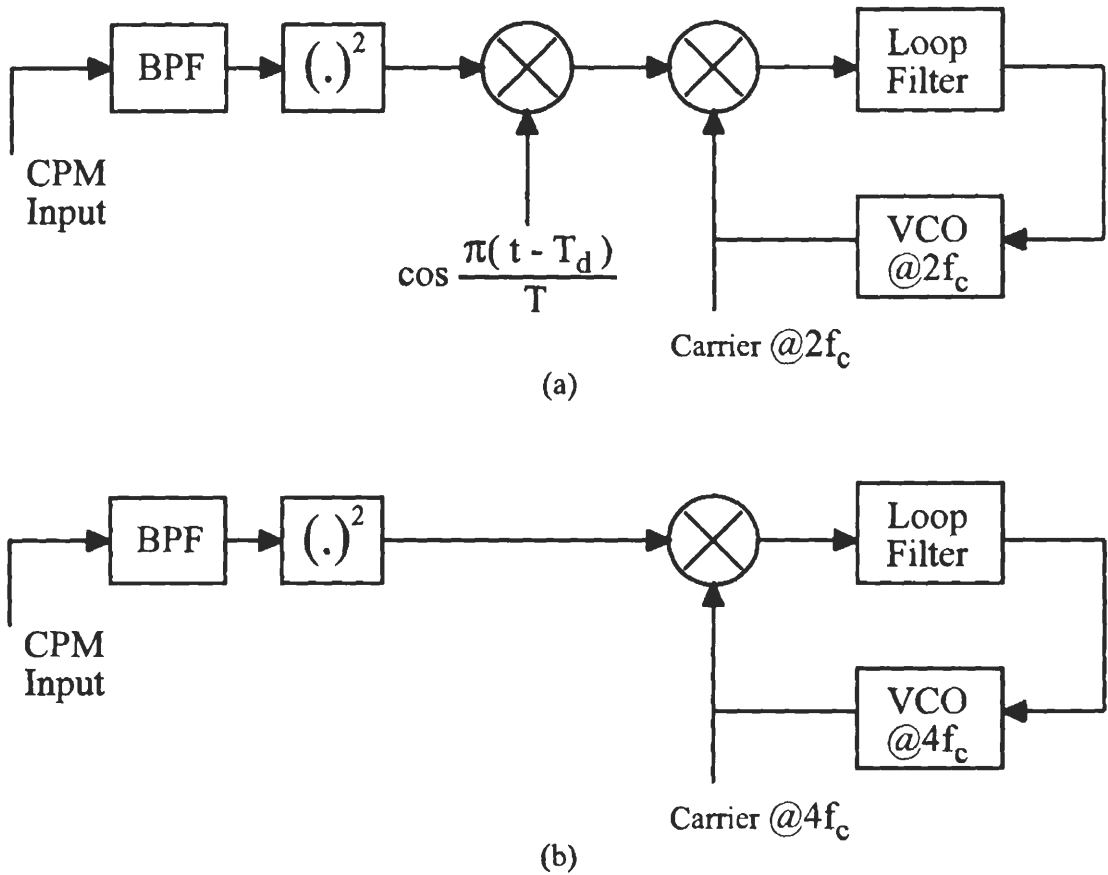 BPF
(.)²
Loop
Filter
CPM
Input
cos π( t - T_d ) / T
VCO
@2f_c
Carrier @2f_c
(a)
BPF
(.)²
Loop
Filter
CPM
Input
VCO
@4f_c
Carrier @4f_c
(b)